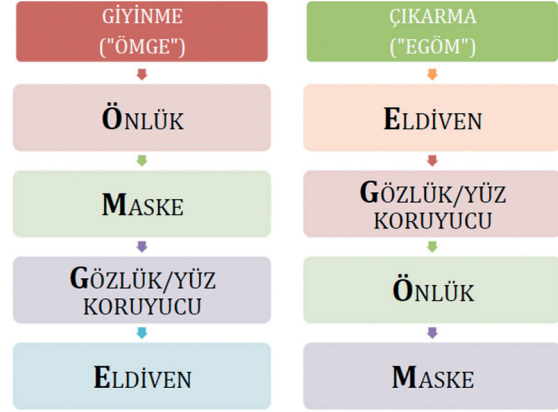 GİYİNME
("ÖMGE")
ÖNLÜK
MASKE
GÖZLÜK/YÜZ
KORUYUCU
ELDİVEN
ÇIKARMA
("EGÖM")
ELDİVEN
GÖZLÜK/YÜZ
KORUYUCU
ÖNLÜK
MASKE